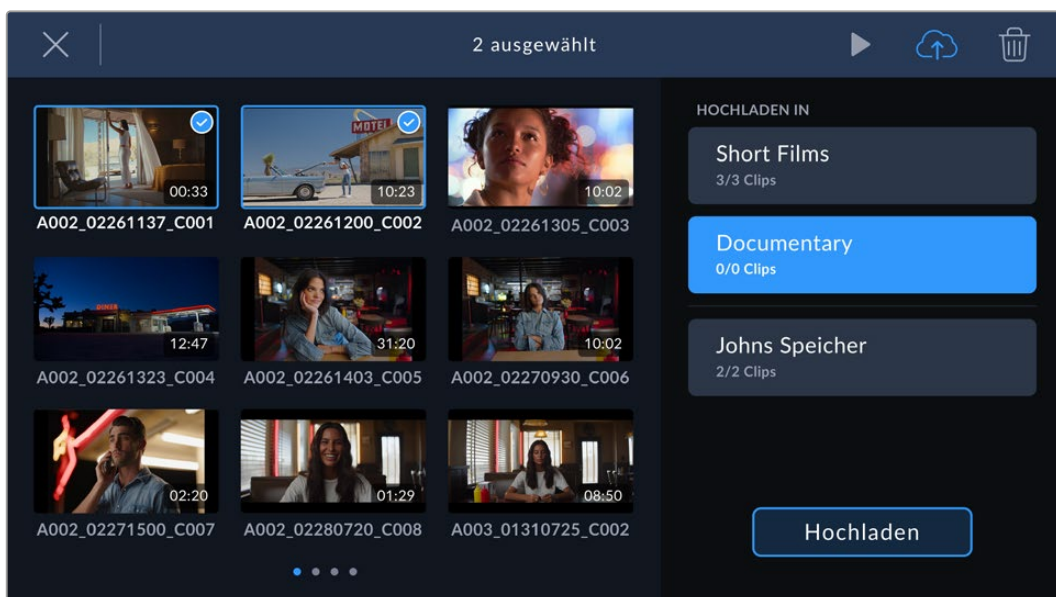 2 ausgewählt
HOCHLADEN IN
MOTEL
00:33
10:23
10:02
A002_02261137_C001
A002_02261200_C002
A002_02261305_C003
DINER
12:47
31:20
10:02
A002_02261323_C004
A002_02261403_C005
A002_02270930_C006
02:20
01:29
08:50
A002_02271500_C007
A002_02280720_C008
A003_01310725_C002
Short Films
3/3 Clips
Documentary
0/0 Clips
Johns Speicher
2/2 Clips
Hochladen